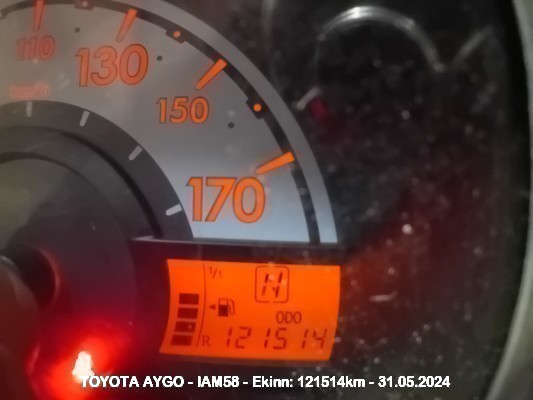 110
130
150
170
1/1
N
ODO
R 121514
TOYOTA AYGO - IAM58 - Ekinn: 121514km - 31.05.2024